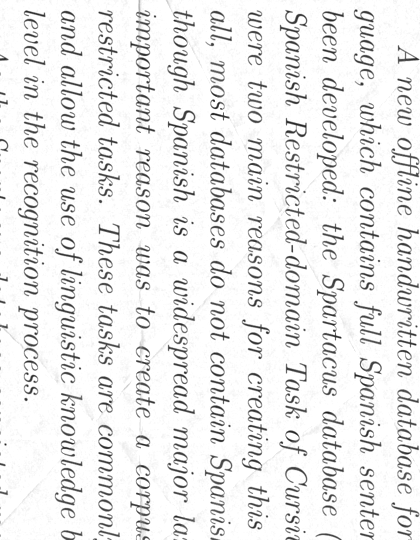 A new offline handwritten database for
guage, which contains full Spanish senten
been developed: the Spartacus database (
Spanish Restricted-domain Task of Cursiv
were two main reasons for creating this
all, most databases do not contain Spanis
though Spanish is a widespread major la
important reason was to create a corpus
restricted tasks. These tasks are commonl
and allow the use of linguistic knowledge b
level in the recognition process.